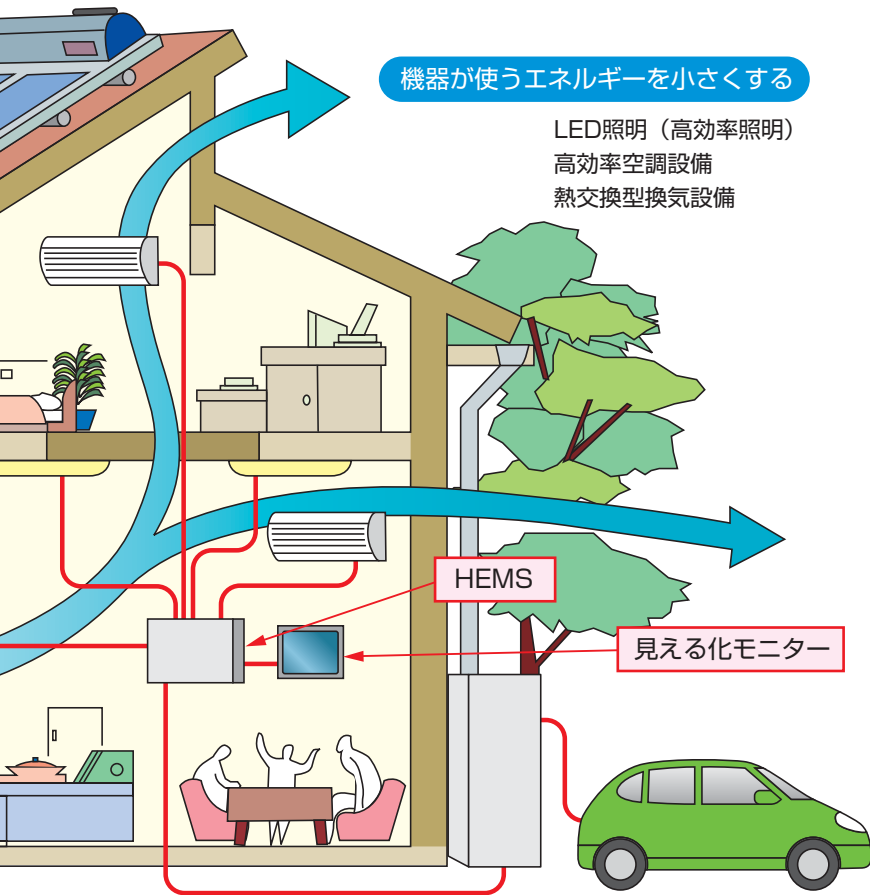 機器が使うエネルギーを小さくする
LED照明（高効率照明）
高効率空調設備
熱交換型換気設備
HEMS
見える化モニター